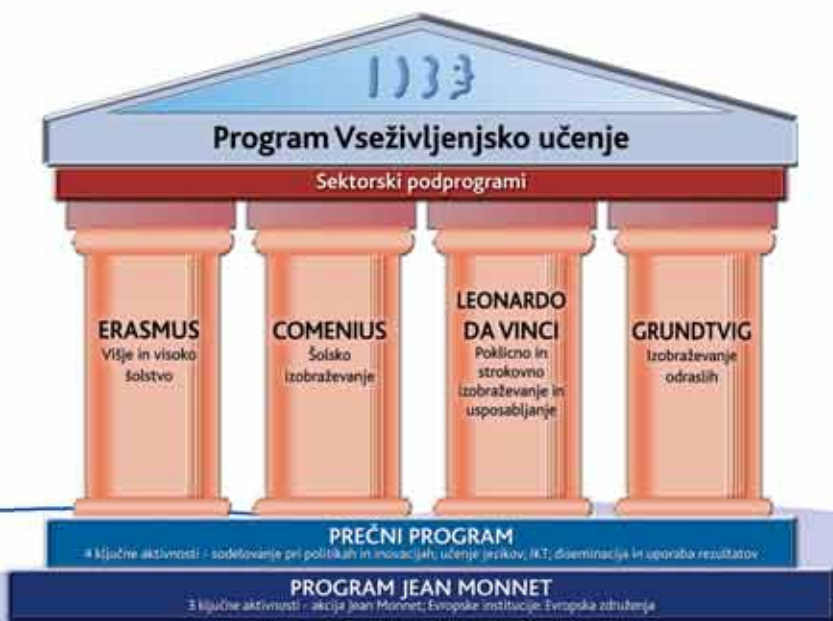 Program Vseživljenjsko učenje
Sektorski podprogrami
ERASMUS
Višje in visoko
šolstvo
COMENIUS
Šolsko
izobraževanje
LEONARDO
DA VINCI
Poklicno in
strokovno
izobraževanje in
usposabljanje
GRUNDTVIG
Izobraževanje
odraslih
PREČNI PROGRAM
4 ključne aktivnosti - sodelovanje pri politikah in inovacijah, učenje jezikov, IKT, diseminacija in uporaba rezultatov
PROGRAM JEAN MONNET
3 ključne aktivnosti - akcija Jean Monnet; Evropske institucije; Evropska združenja